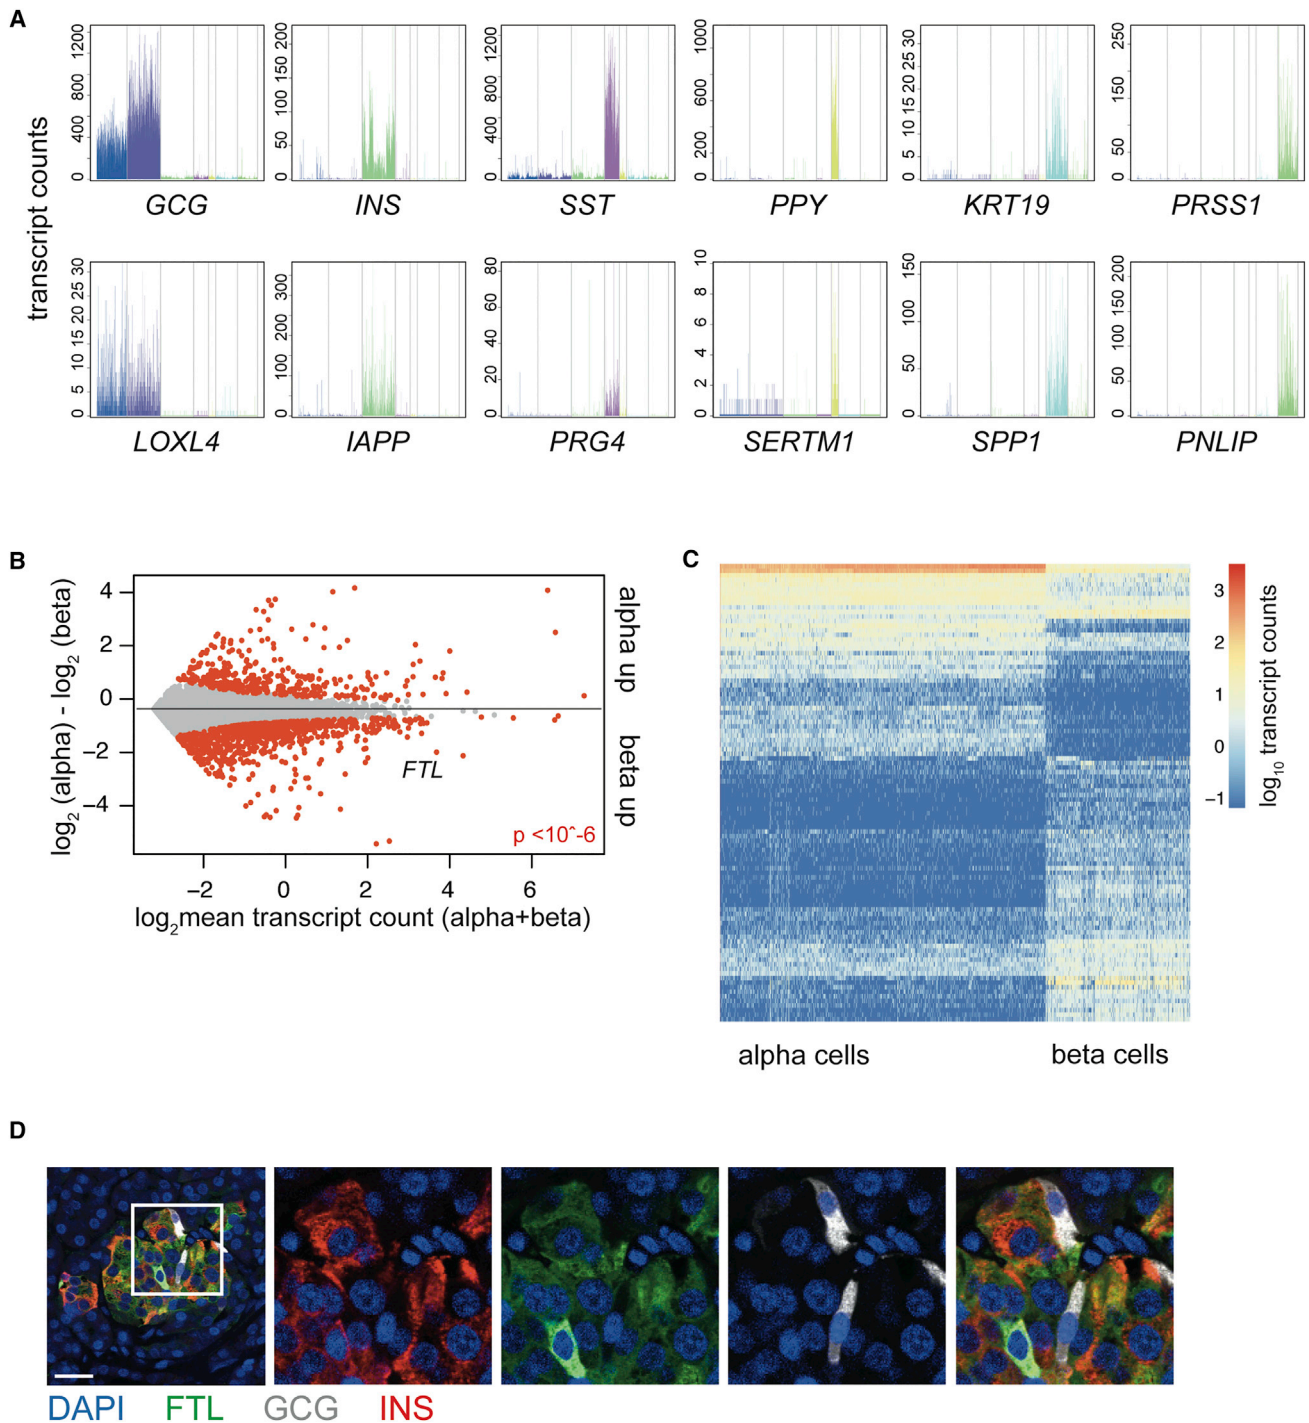 A
transcript counts
0 400 800 1200
GCG
0 50 100 150 200
INS
0 400 800 1200
SST
0 200 600 1000
PPY
0 5 10 15 20 25 30
KRT19
0 50 150 250
PRSS1
0 5 10 15 20 25 30
LOXL4
0 100 200 300
IAPP
0 20 40 60 80
PRG4
0 2 4 6 8 10
SERTM1
0 50 100 150
SPP1
0 50 100 150 200
PNLIP
B
log2 (alpha) - log2 (beta)
4
2
0
−2
−4
alpha up
beta up
FTL
p <10^-6
−2 0 2 4 6
log2mean transcript count (alpha+beta)
C
3
2
1
0
−1
log10 transcript counts
alpha cells beta cells
D
DAPI FTL GCG INS